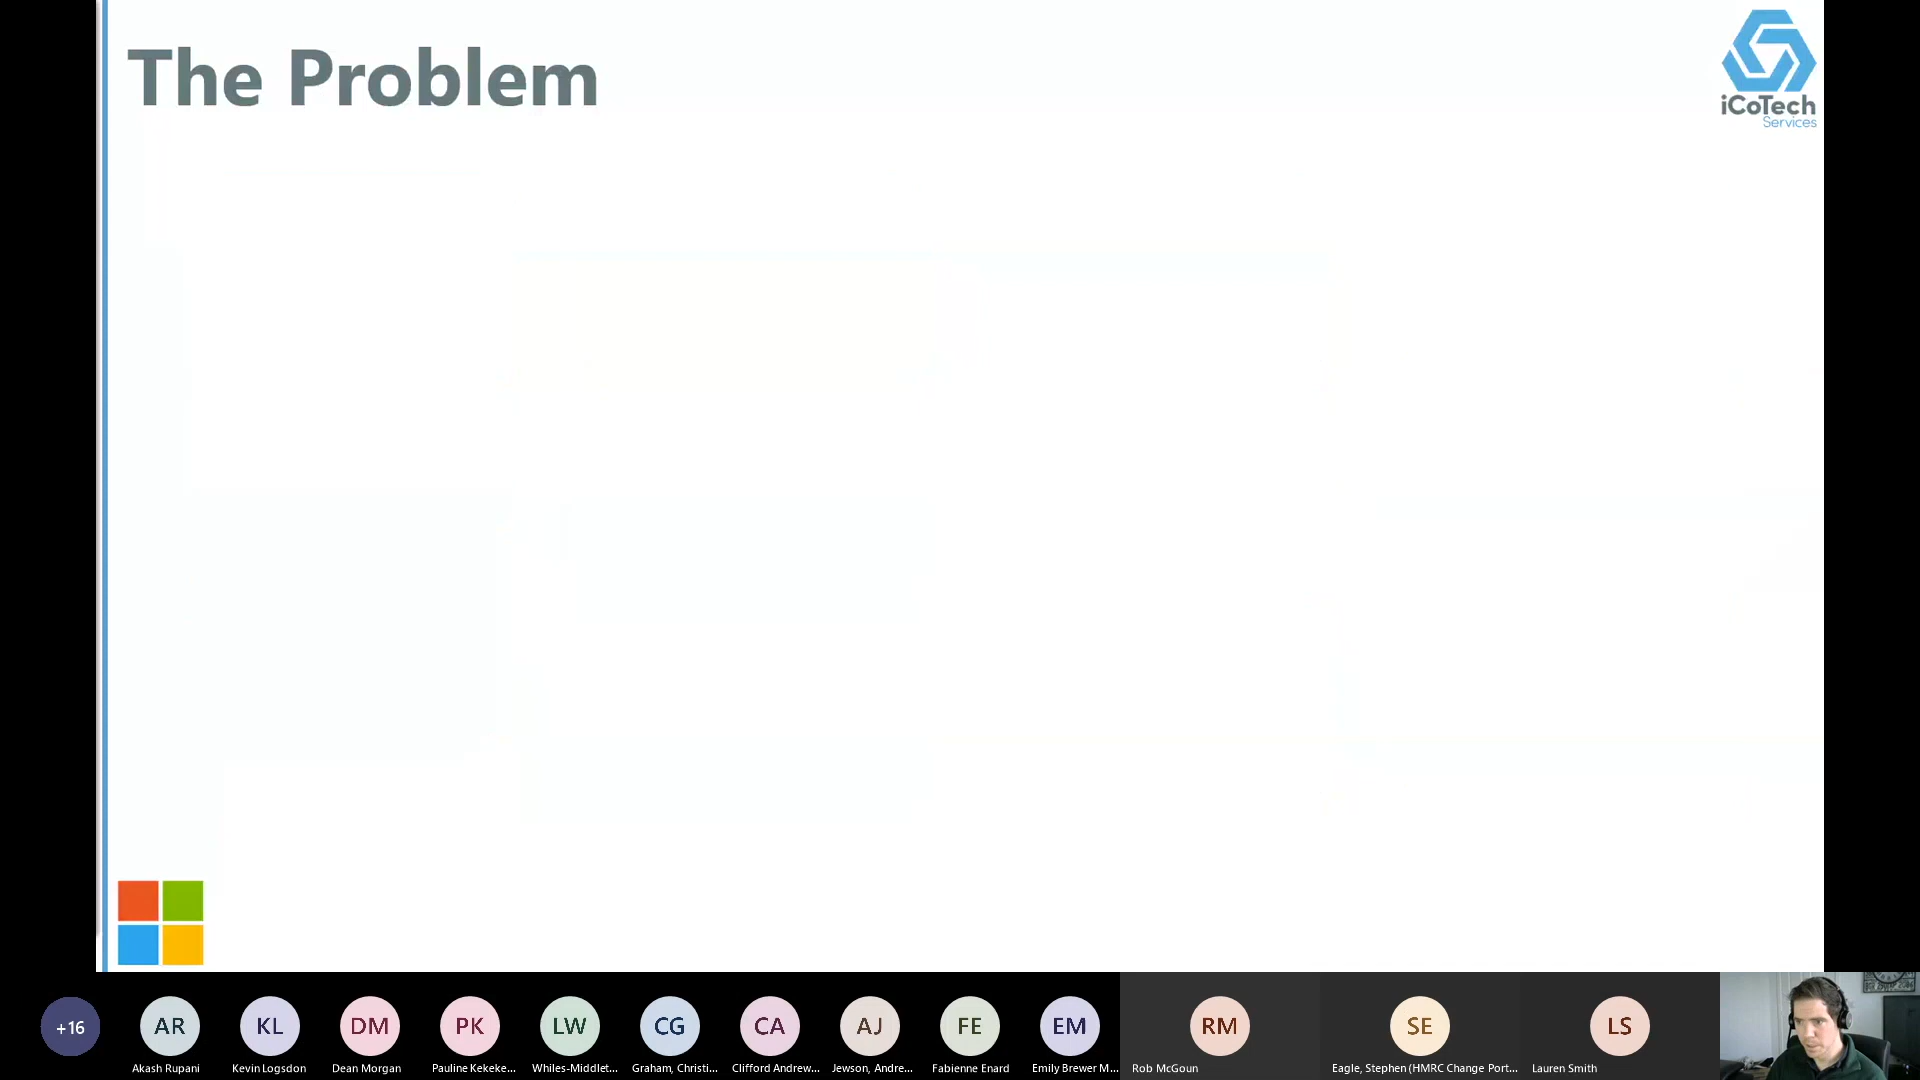 The Problem
iCoTech
Services
+16
AR
KL
DM
PK
LW
CG
CA
AJ
FE
EM
RM
SE
LS
Akash Rupani
Kevin Logsdon
Dean Morgan
Pauline Kekeke...
Whiles-Middlet...
Graham, Christi...
Clifford Andrew...
Jewson, Andre...
Fabienne Enard
Emily Brewer M...
Rob McGoun
Eagle, Stephen (HMRC Change Port...
Lauren Smith